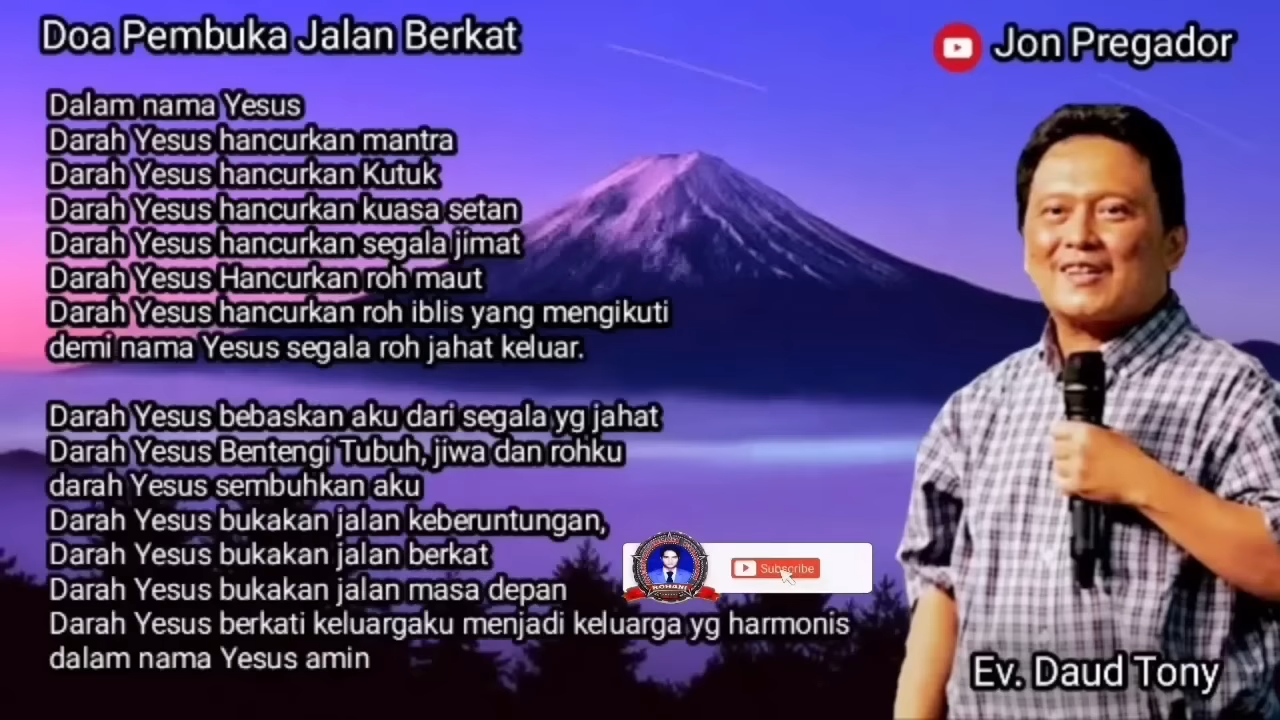 Doa Pembuka Jalan Berkat
Jon Pregador
Dalam nama Yesus
Darah Yesus hancurkan mantra
Darah Yesus hancurkan Kutuk
Darah Yesus hancurkan kuasa setan
Darah Yesus hancurkan segala jimat
Darah Yesus Hancurkan roh maut
Darah Yesus hancurkan roh iblis yang mengikuti
demi nama Yesus segala roh jahat keluar.
Darah Yesus bebaskan aku dari segala yg jahat
Darah Yesus Bentengi Tubuh, jiwa dan rohku
darah Yesus sembuhkan aku
Darah Yesus bukakan jalan keberuntungan,
Darah Yesus bukakan jalan berkat
Darah Yesus bukakan jalan masa depan
Darah Yesus berkati keluargaku menjadi keluarga yg harmonis
dalam nama Yesus amin
ROHANI
Subscribe
Ev. Daud Tony